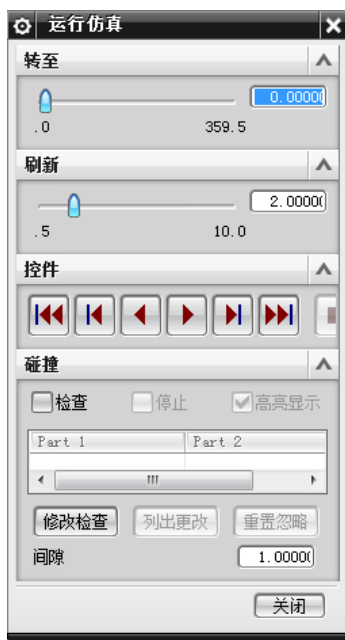 运行仿真
转至
0.0000(
.0 359.5
刷新
2.0000(
.5 10.0
控件
碰撞
检查 停止 高亮显示
Part 1 Part 2
修改检查 列出更改 重置忽略
间隙 1.0000(
关闭